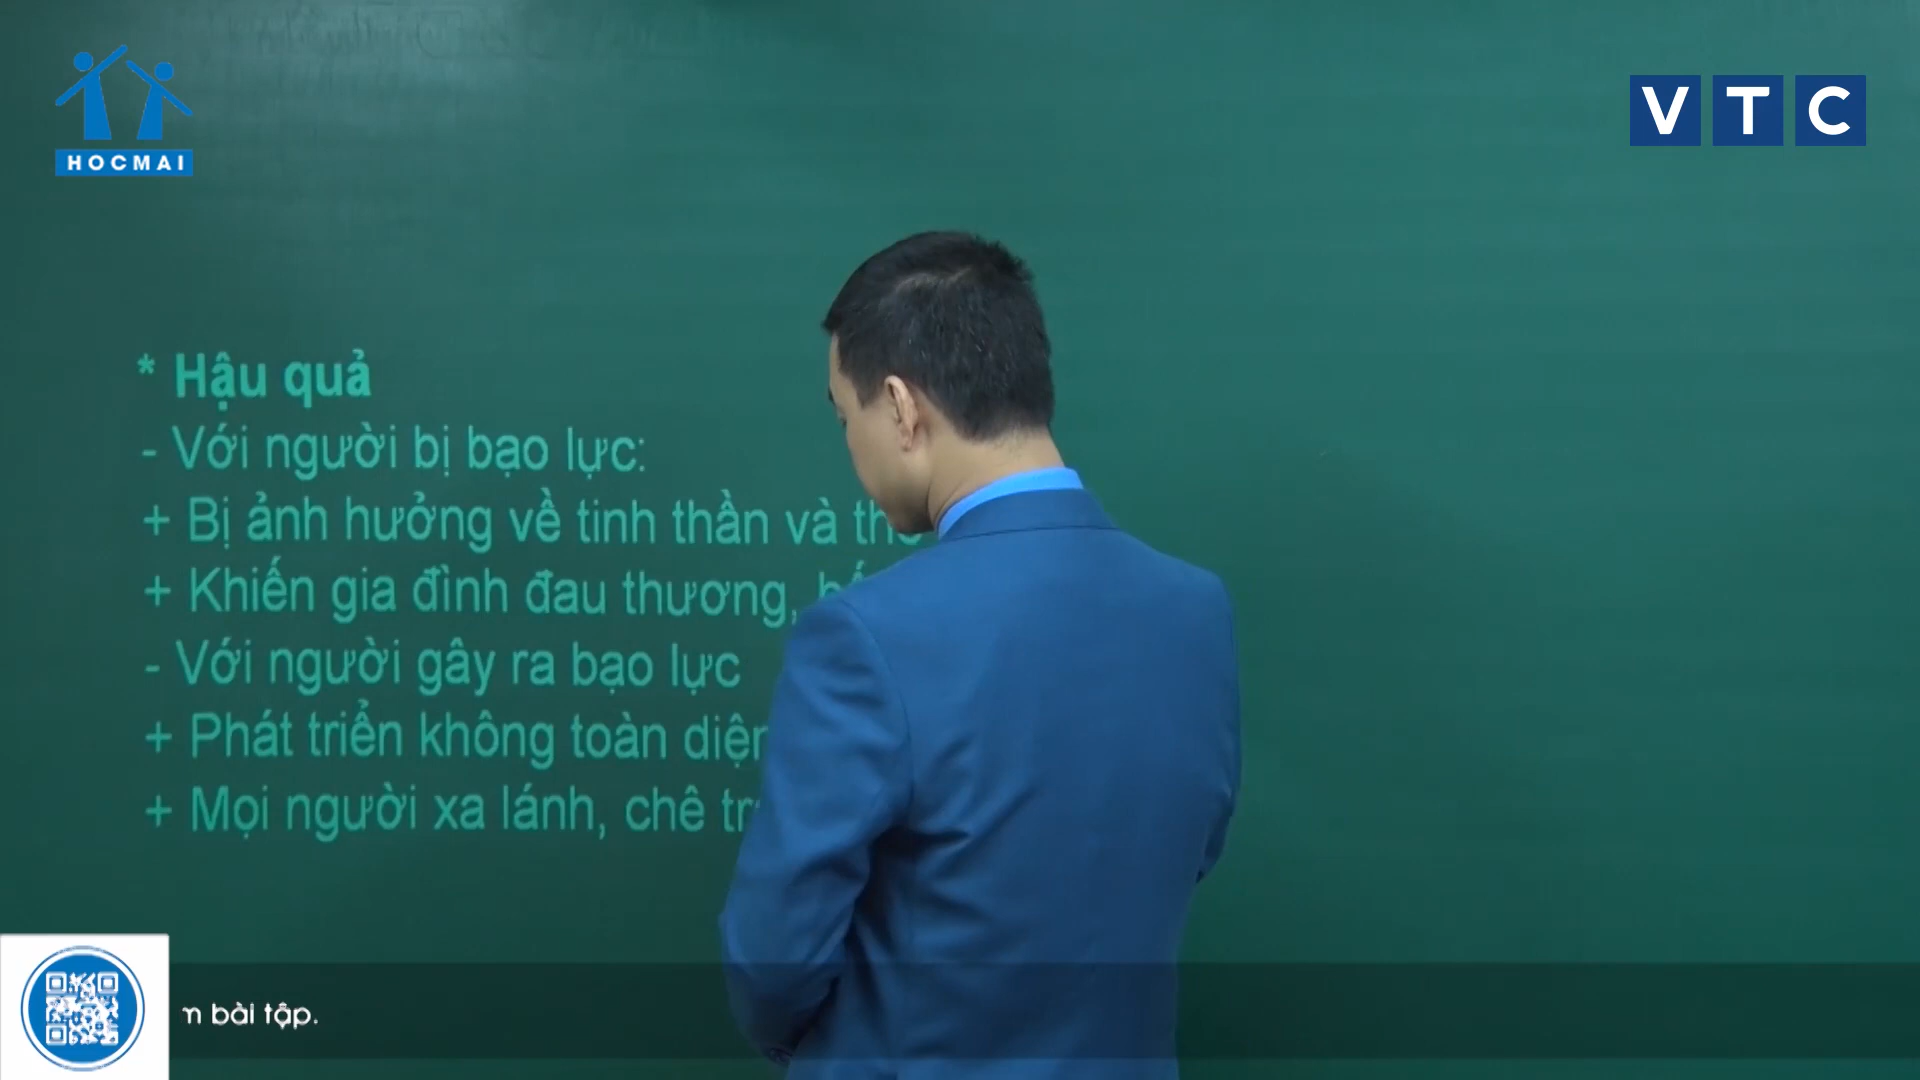 HOCMAI
VTC
* Hậu quả
- Với người bị bạo lực:
+ Bị ảnh hưởng về tinh thần và
+ Khiến gia đình đau thương,
- Với người gây ra bạo lực
+ Phát triển không toàn diện
+ Mọi người xa lánh, chê
bài tập.